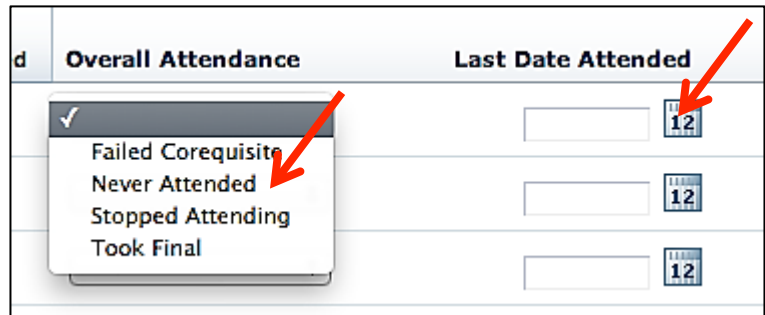 d Overall Attendance Last Date Attended
✓
12
Failed Corequisite
Never Attended
12
Stopped Attending
Took Final
12